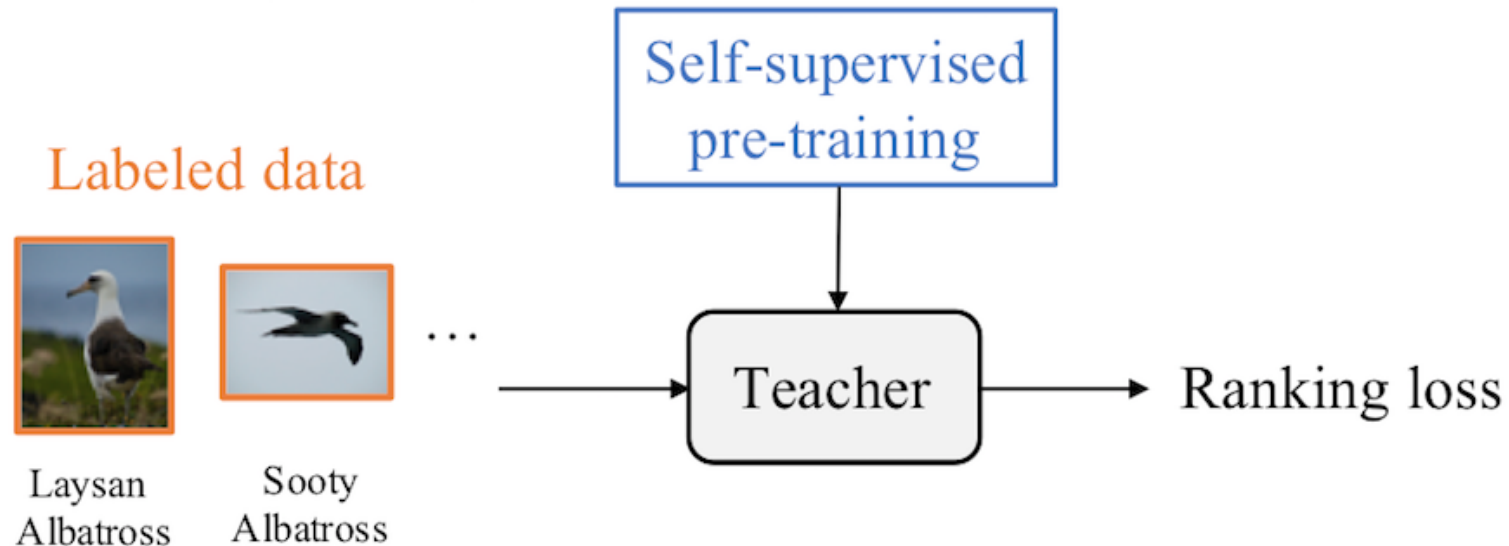 Self-supervised
pre-training
Labeled data
...
Teacher
Ranking loss
Laysan
Albatross
Sooty
Albatross